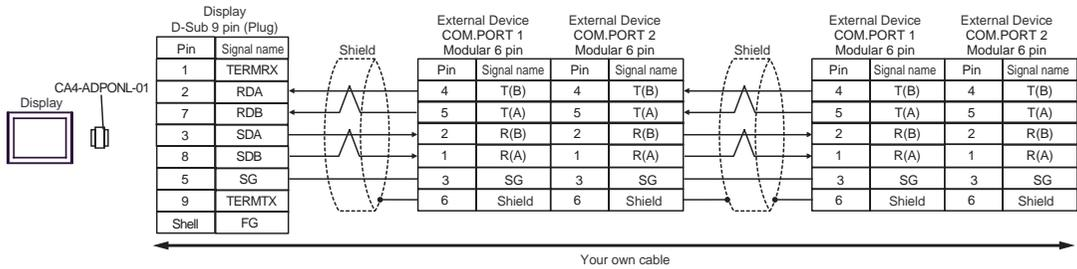 Display
D-Sub 9 pin (Plug)
Pin Signal name
1 TERMRX
2 RDA
7 RDB
3 SDA
8 SDB
5 SG
9 TERMTX
Shell FG
Display
CA4-ADPONL-01
Shield
External Device
COM.PORT 1
Modular 6 pin
External Device
COM.PORT 2
Modular 6 pin
Pin Signal name Pin Signal name
4 T(B) 4 T(B)
5 T(A) 5 T(A)
2 R(B) 2 R(B)
1 R(A) 1 R(A)
3 SG 3 SG
6 Shield 6 Shield
Shield
External Device
COM.PORT 1
Modular 6 pin
External Device
COM.PORT 2
Modular 6 pin
Pin Signal name Pin Signal name
4 T(B) 4 T(B)
5 T(A) 5 T(A)
2 R(B) 2 R(B)
1 R(A) 1 R(A)
3 SG 3 SG
6 Shield 6 Shield
Your own cable